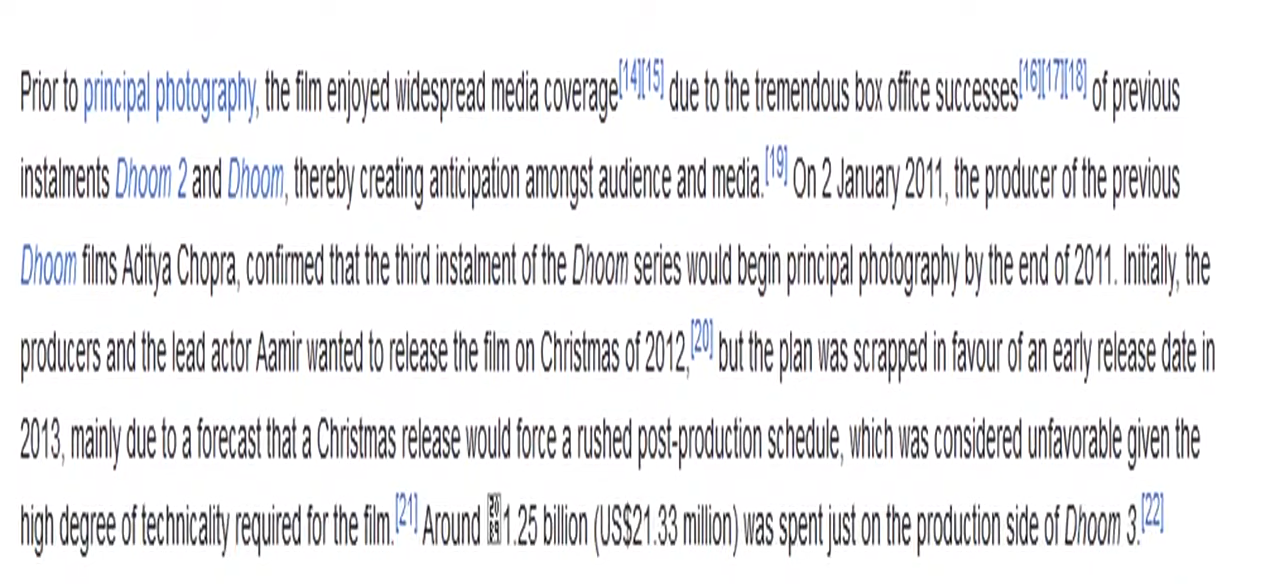 Prior to principal photography, the film enjoyed widespread media coverage[14][15] due to the tremendous box office successes[16][17][18] of previous
instalments Dhoom 2 and Dhoom, thereby creating anticipation amongst audience and media.[19] On 2 January 2011, the producer of the previous
Dhoom films Aditya Chopra, confirmed that the third instalment of the Dhoom series would begin principal photography by the end of 2011. Initially, the
producers and the lead actor Aamir wanted to release the film on Christmas of 2012,[20] but the plan was scrapped in favour of an early release date in
2013, mainly due to a forecast that a Christmas release would force a rushed post-production schedule, which was considered unfavorable given the
high degree of technicality required for the film.[21] Around 1.25 billion (US$21.33 million) was spent just on the production side of Dhoom 3.[22]